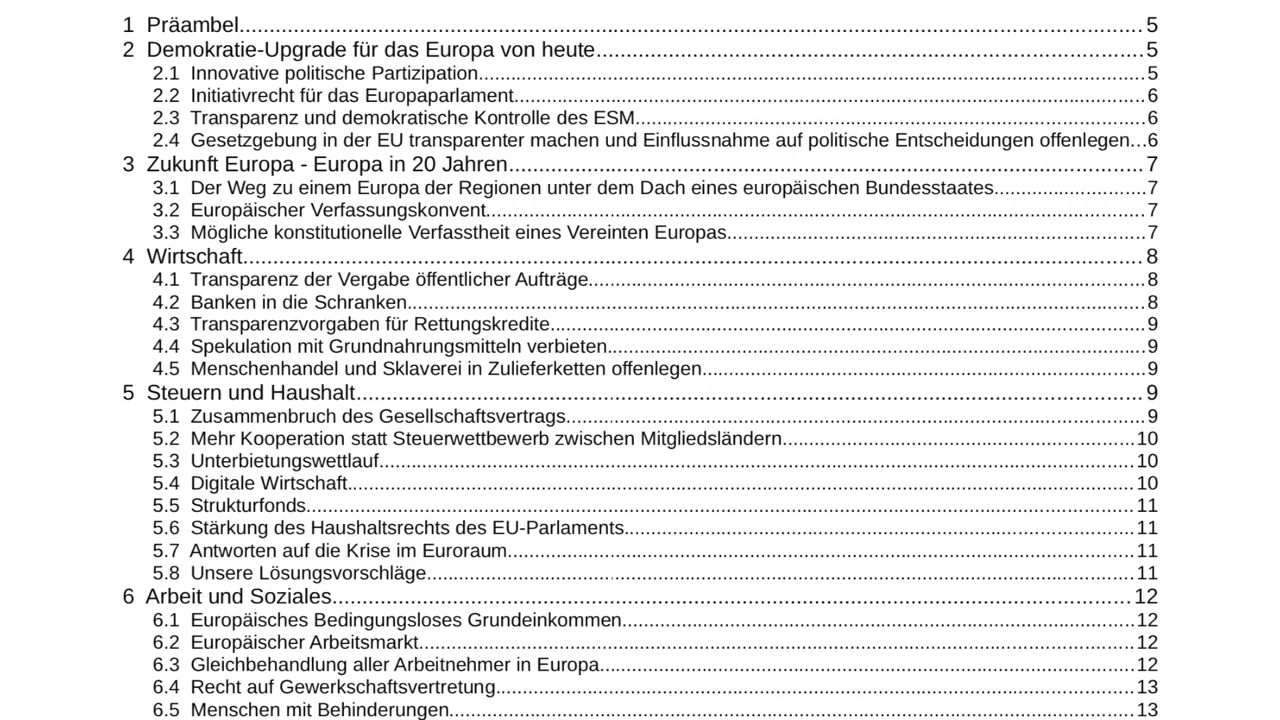 1 Präambel........................................................................................................................................................5
2 Demokratie-Upgrade für das Europa von heute............................................................................................5
2.1 Innovative politische Partizipation..............................................................................................................5
2.2 Initiativrecht für das Europaparlament........................................................................................................6
2.3 Transparenz und demokratische Kontrolle des ESM..................................................................................6
2.4 Gesetzgebung in der EU transparenter machen und Einflussnahme auf politische Entscheidungen offenlegen...6
3 Zukunft Europa - Europa in 20 Jahren..........................................................................................................7
3.1 Der Weg zu einem Europa der Regionen unter dem Dach eines europäischen Bundesstaates.............................7
3.2 Europäischer Verfassungskonvent..............................................................................................................7
3.3 Mögliche konstitutionelle Verfasstheit eines Vereinten Europas................................................................7
4 Wirtschaft......................................................................................................................................................8
4.1 Transparenz der Vergabe öffentlicher Aufträge..........................................................................................8
4.2 Banken in die Schranken............................................................................................................................8
4.3 Transparenzvorgaben für Rettungskredite..................................................................................................9
4.4 Spekulation mit Grundnahrungsmitteln verbieten.......................................................................................9
4.5 Menschenhandel und Sklaverei in Zulieferketten offenlegen.....................................................................9
5 Steuern und Haushalt....................................................................................................................................9
5.1 Zusammenbruch des Gesellschaftsvertrags................................................................................................9
5.2 Mehr Kooperation statt Steuerwettbewerb zwischen Mitgliedsländern.....................................................10
5.3 Unterbietungswettlauf................................................................................................................................10
5.4 Digitale Wirtschaft.....................................................................................................................................10
5.5 Strukturfonds..............................................................................................................................................11
5.6 Stärkung des Haushaltsrechts des EU-Parlaments.....................................................................................11
5.7 Antworten auf die Krise im Euroraum.......................................................................................................11
5.8 Unsere Lösungsvorschläge........................................................................................................................11
6 Arbeit und Soziales.......................................................................................................................................12
6.1 Europäisches Bedingungsloses Grundeinkommen.....................................................................................12
6.2 Europäischer Arbeitsmarkt.........................................................................................................................12
6.3 Gleichbehandlung aller Arbeitnehmer in Europa.......................................................................................12
6.4 Recht auf Gewerkschaftsvertretung...........................................................................................................13
6.5 Menschen mit Behinderungen....................................................................................................................13